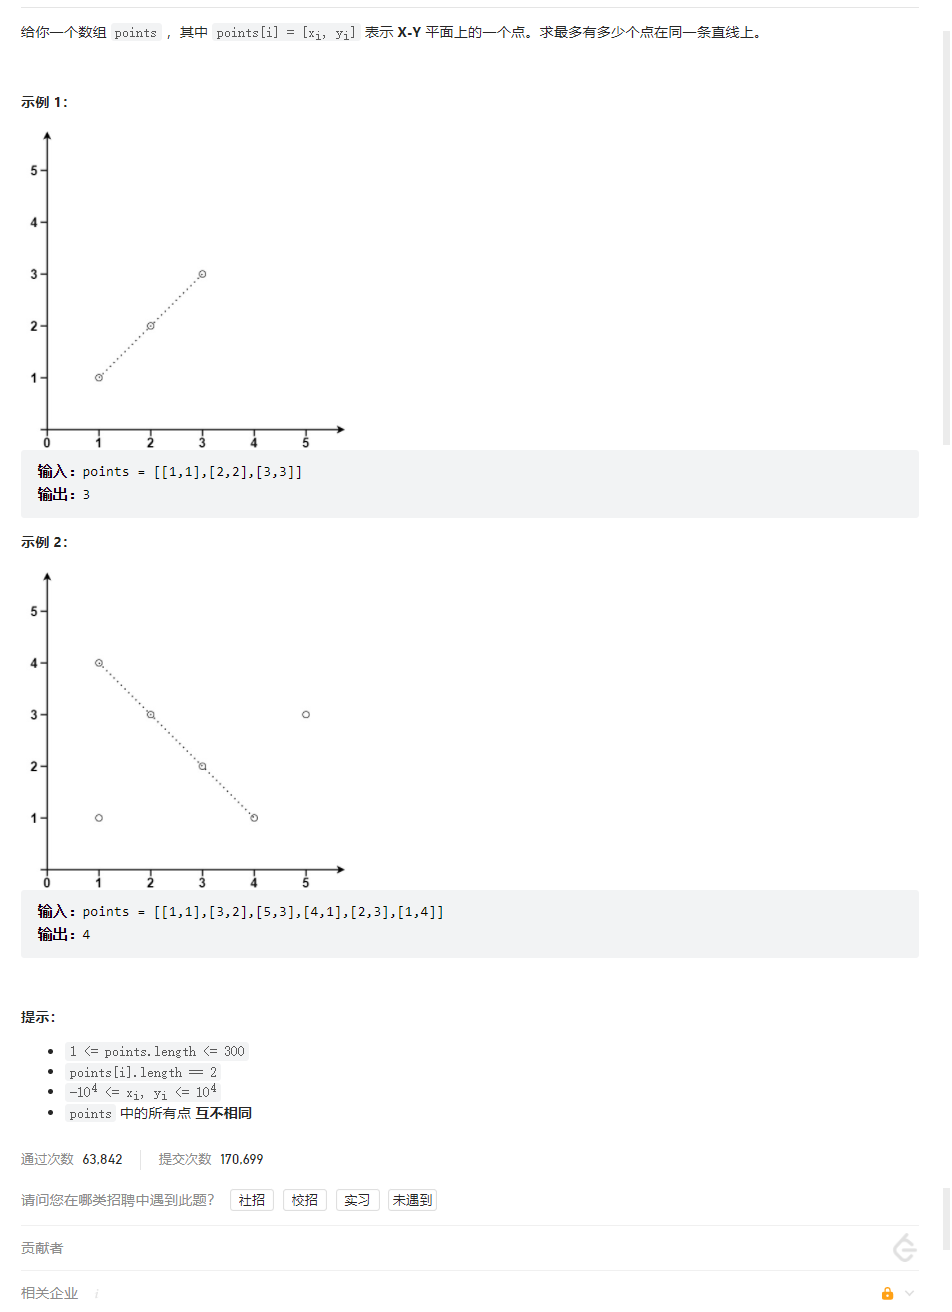 给你一个数组 points ，其中 points[i] = [xi, yi] 表示 X-Y 平面上的一个点。求最多有多少个点在同一条直线上。
示例 1：
5
4
3
2
1
0 1 2 3 4 5
输入：points = [[1,1],[2,2],[3,3]]
输出：3
示例 2：
5
4
3
2
1
0 1 2 3 4 5
输入：points = [[1,1],[3,2],[5,3],[4,1],[2,3],[1,4]]
输出：4
提示：
1 <= points.length <= 300
points[i].length == 2
-10^4 <= xi, yi <= 10^4
points 中的所有点 互不相同
通过次数 63,842 提交次数 170,699
请问您在哪类招聘中遇到此题？ 社招 校招 实习 未遇到
贡献者
相关企业 i